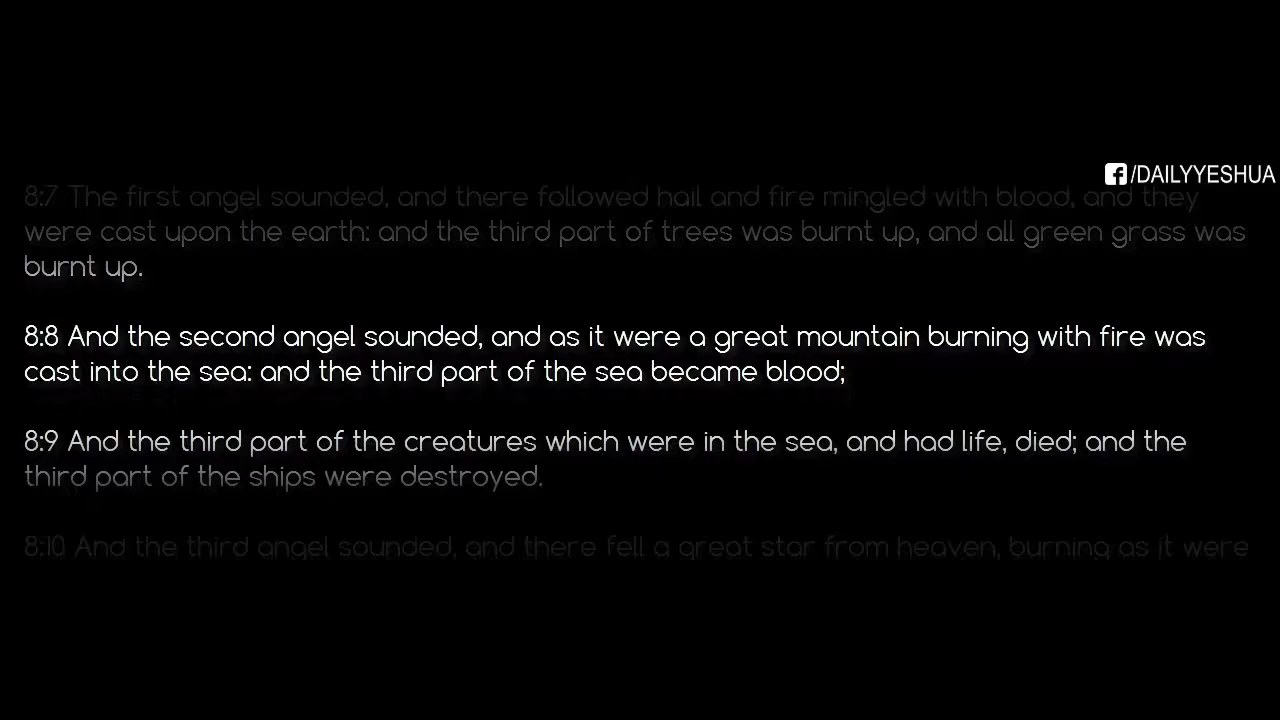 /DAILYYESHUA
8:7 The first angel sounded, and there followed hail and fire mingled with blood, and they
were cast upon the earth: and the third part of trees was burnt up, and all green grass was
burnt up.
8:8 And the second angel sounded, and as it were a great mountain burning with fire was
cast into the sea: and the third part of the sea became blood;
8:9 And the third part of the creatures which were in the sea, and had life, died; and the
third part of the ships were destroyed.
8:10 And the third angel sounded, and there fell a great star from heaven, burning as it were